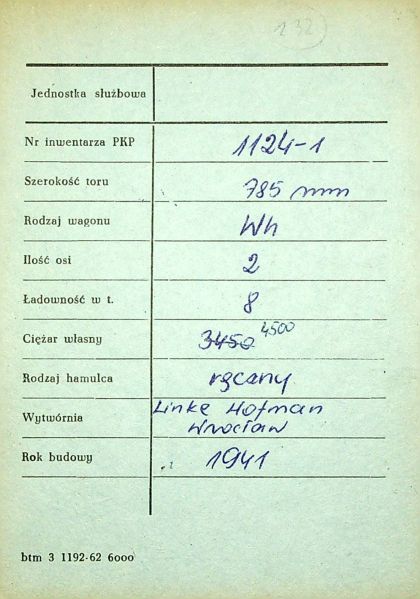 132)
Jednostka służbowa
Nr inwentarza PKP 1124-1
Szerokość toru 785 mm
Rodzaj wagonu Wh
Ilość osi 2
Ładowność w t. 8
Ciężar własny 3450 4500
Rodzaj hamulca ręczny
Wytwórnia Linke Hofman
Wrocław
Rok budowy 1941
btm 3 1192-62 6000